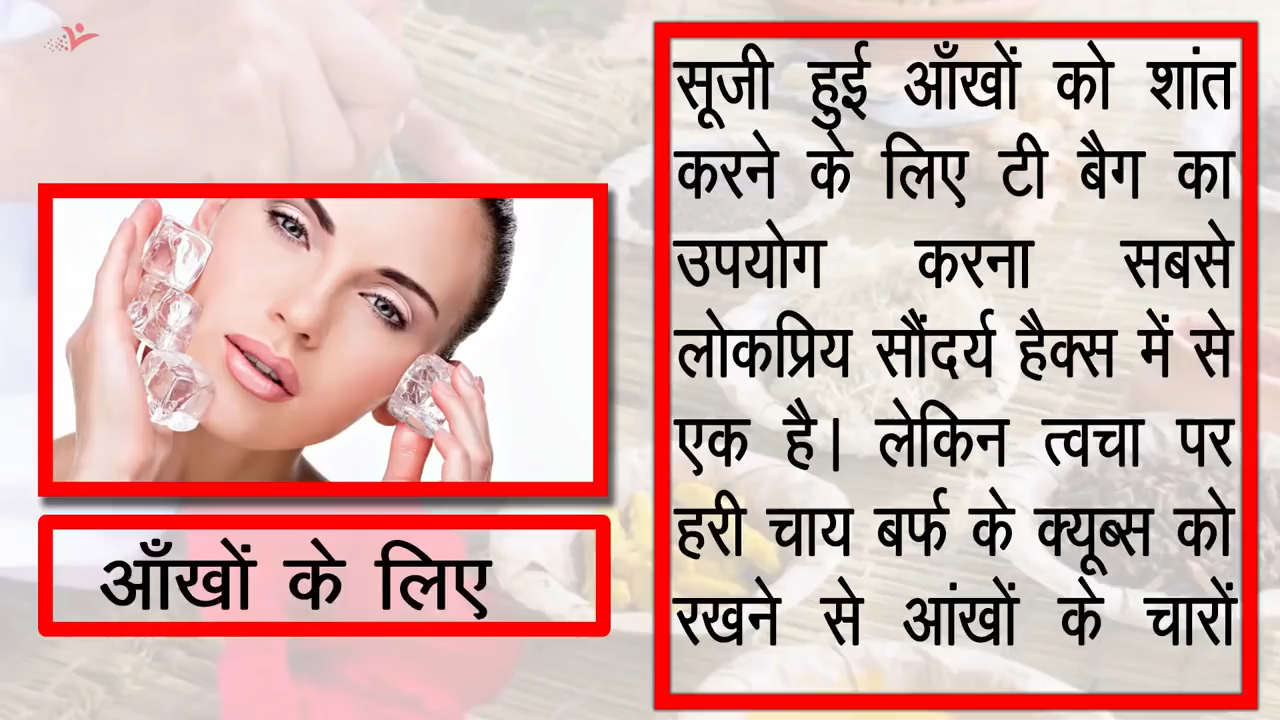 सूजी हुई आँखों को शांत
करने के लिए टी बैग का
उपयोग करना सबसे
लोकप्रिय सौंदर्य हैक्स में से
एक है। लेकिन त्वचा पर
हरी चाय बर्फ के क्यूब्स को
रखने से आंखों के चारों
आँखों के लिए